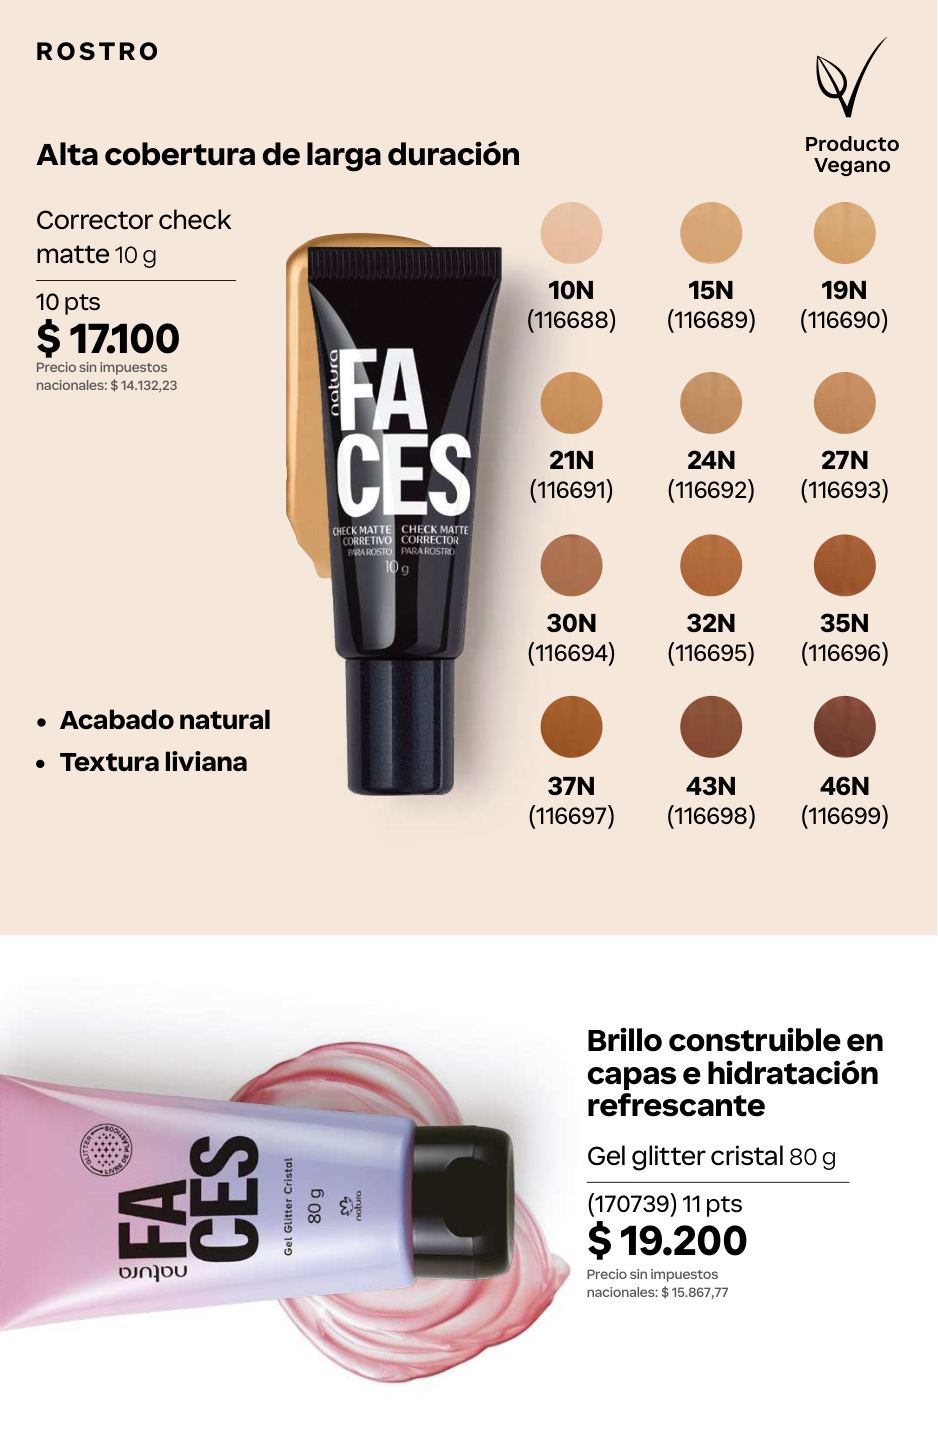 ROSTRO
Producto
Vegano
Alta cobertura de larga duración
Corrector check
matte 10 g
10 pts
$ 17.100
Precio sin impuestos
nacionales: $ 14.132,23
natura
FA
CES
CHECK MATTE CHECK MATTE
CORRETIVO CORRECTOR
PARA ROSTO PARA ROSTRO
10 g
10N 15N 19N
(116688) (116689) (116690)
21N 24N 27N
(116691) (116692) (116693)
30N 32N 35N
(116694) (116695) (116696)
37N 43N 46N
(116697) (116698) (116699)
• Acabado natural
• Textura liviana
Brillo construible en
capas e hidratación
refrescante
Gel glitter cristal 80 g
(170739) 11 pts
$ 19.200
Precio sin impuestos
nacionales: $ 15.867,77
GLITTER LIVRE DE PLÁSTICOS
natura
FA
CES
Gel Glitter Cristal
80 g
natura